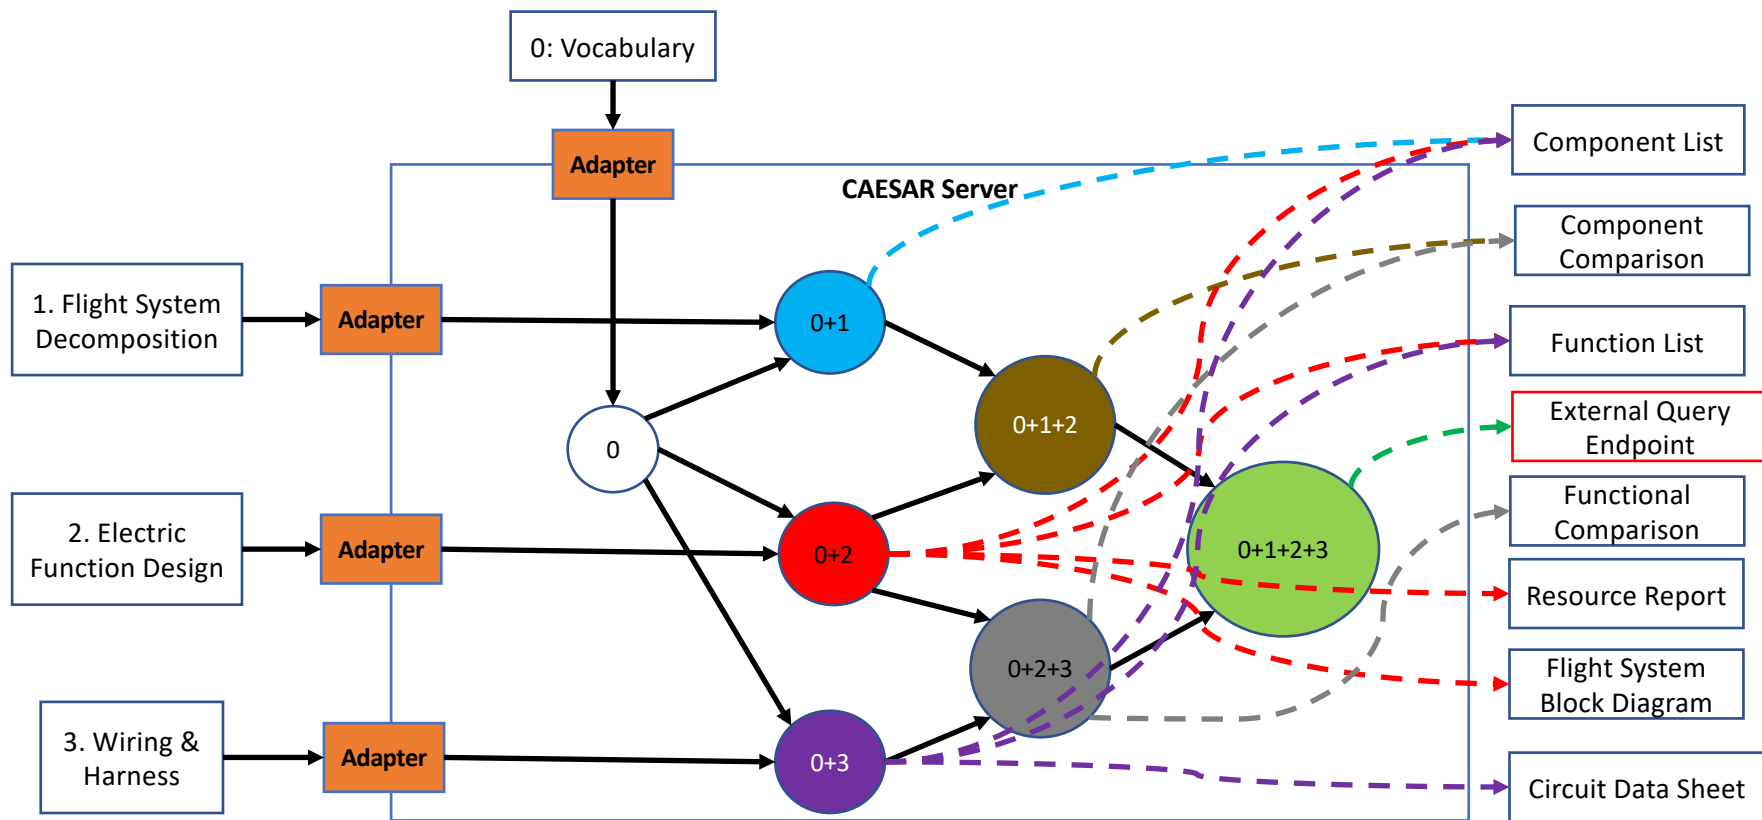 0: Vocabulary
Adapter
CAESAR Server
Component List
Component
Comparison
1. Flight System
Decomposition
Adapter
0+1
Function List
0
0+1+2
External Query
Endpoint
2. Electric
Function Design
Adapter
0+2
0+1+2+3
Functional
Comparison
Resource Report
0+2+3
Flight System
Block Diagram
3. Wiring &
Harness
Adapter
0+3
Circuit Data Sheet